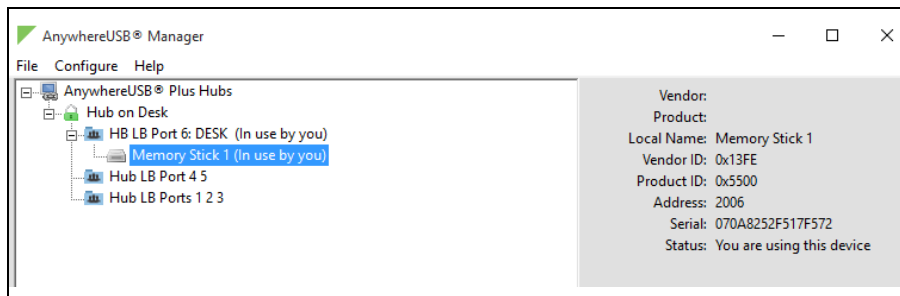 AnywhereUSB® Manager
File Configure Help
AnywhereUSB® Plus Hubs
Hub on Desk
HB LB Port 6: DESK (In use by you)
Memory Stick 1 (In use by you)
Hub LB Port 4 5
Hub LB Ports 1 2 3
Vendor:
Product:
Local Name: Memory Stick 1
Vendor ID: 0x13FE
Product ID: 0x5500
Address: 2006
Serial: 070A8252F517F572
Status: You are using this device